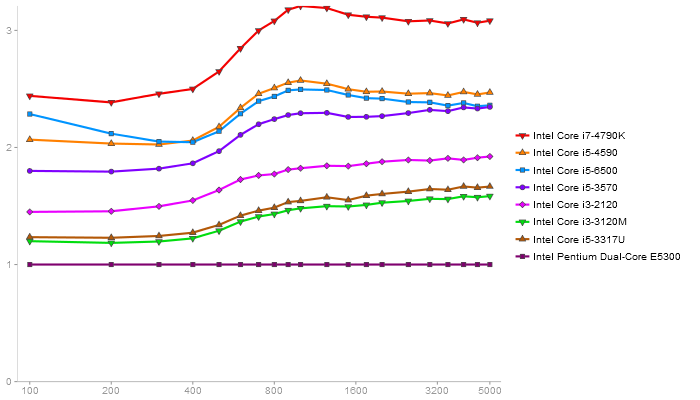 3
2
1
0
100 200 400 800 1600 3200 5000
Intel Core i7-4790K
Intel Core i5-4590
Intel Core i5-6500
Intel Core i5-3570
Intel Core i3-2120
Intel Core i3-3120M
Intel Core i5-3317U
Intel Pentium Dual-Core E5300